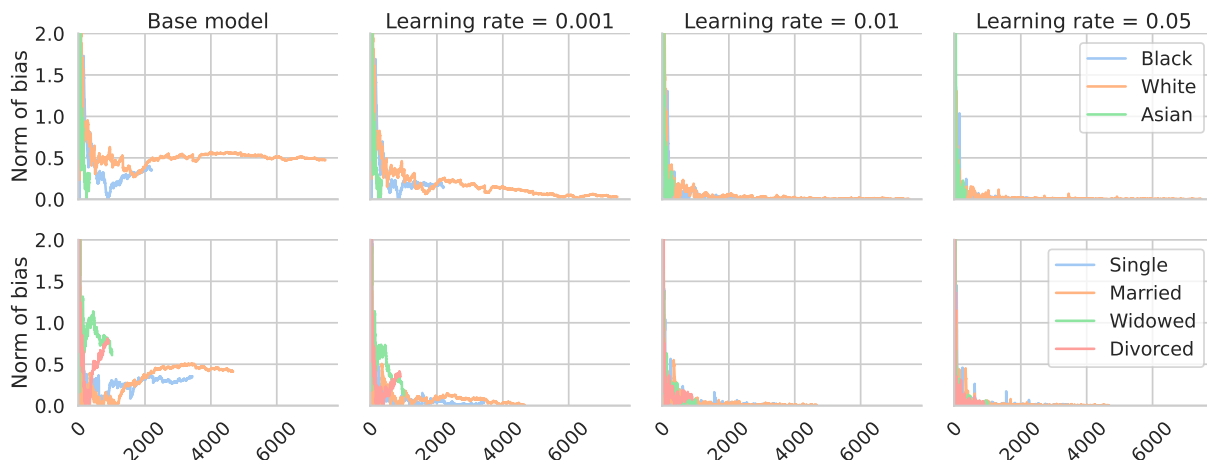 Base model
Learning rate = 0.001
Learning rate = 0.01
Learning rate = 0.05
Norm of bias
2.0
1.5
1.0
0.5
0.0
Black
White
Asian
Norm of bias
2.0
1.5
1.0
0.5
0.0
Single
Married
Widowed
Divorced
0 2000 4000 6000
0 2000 4000 6000
0 2000 4000 6000
0 2000 4000 6000